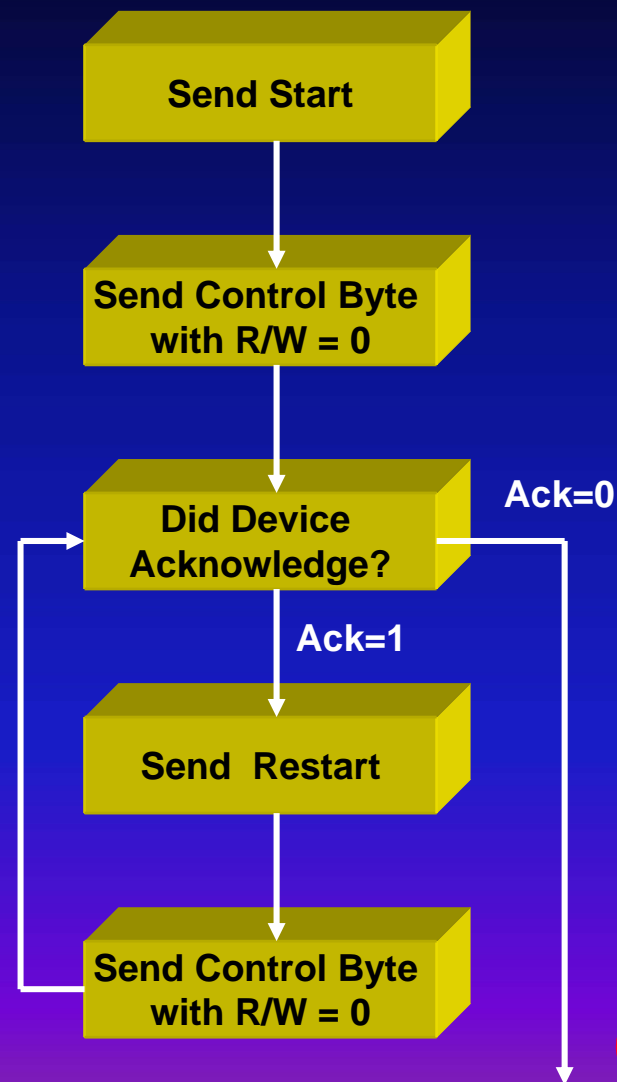 Send Start
Send Control Byte
with R/W = 0
Did Device
Acknowledge?
Ack=0
Ack=1
Send Restart
Send Control Byte
with R/W = 0